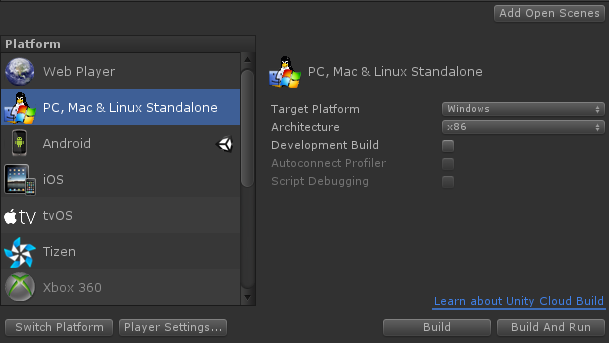 Add Open Scenes
Platform
Web Player
PC, Mac & Linux Standalone
Android
iOS
tv tvOS
Tizen
Xbox 360
PC, Mac & Linux Standalone
Target Platform Windows
Architecture x86
Development Build
Autoconnect Profiler
Script Debugging
Learn about Unity Cloud Build
Switch Platform Player Settings... Build Build And Run